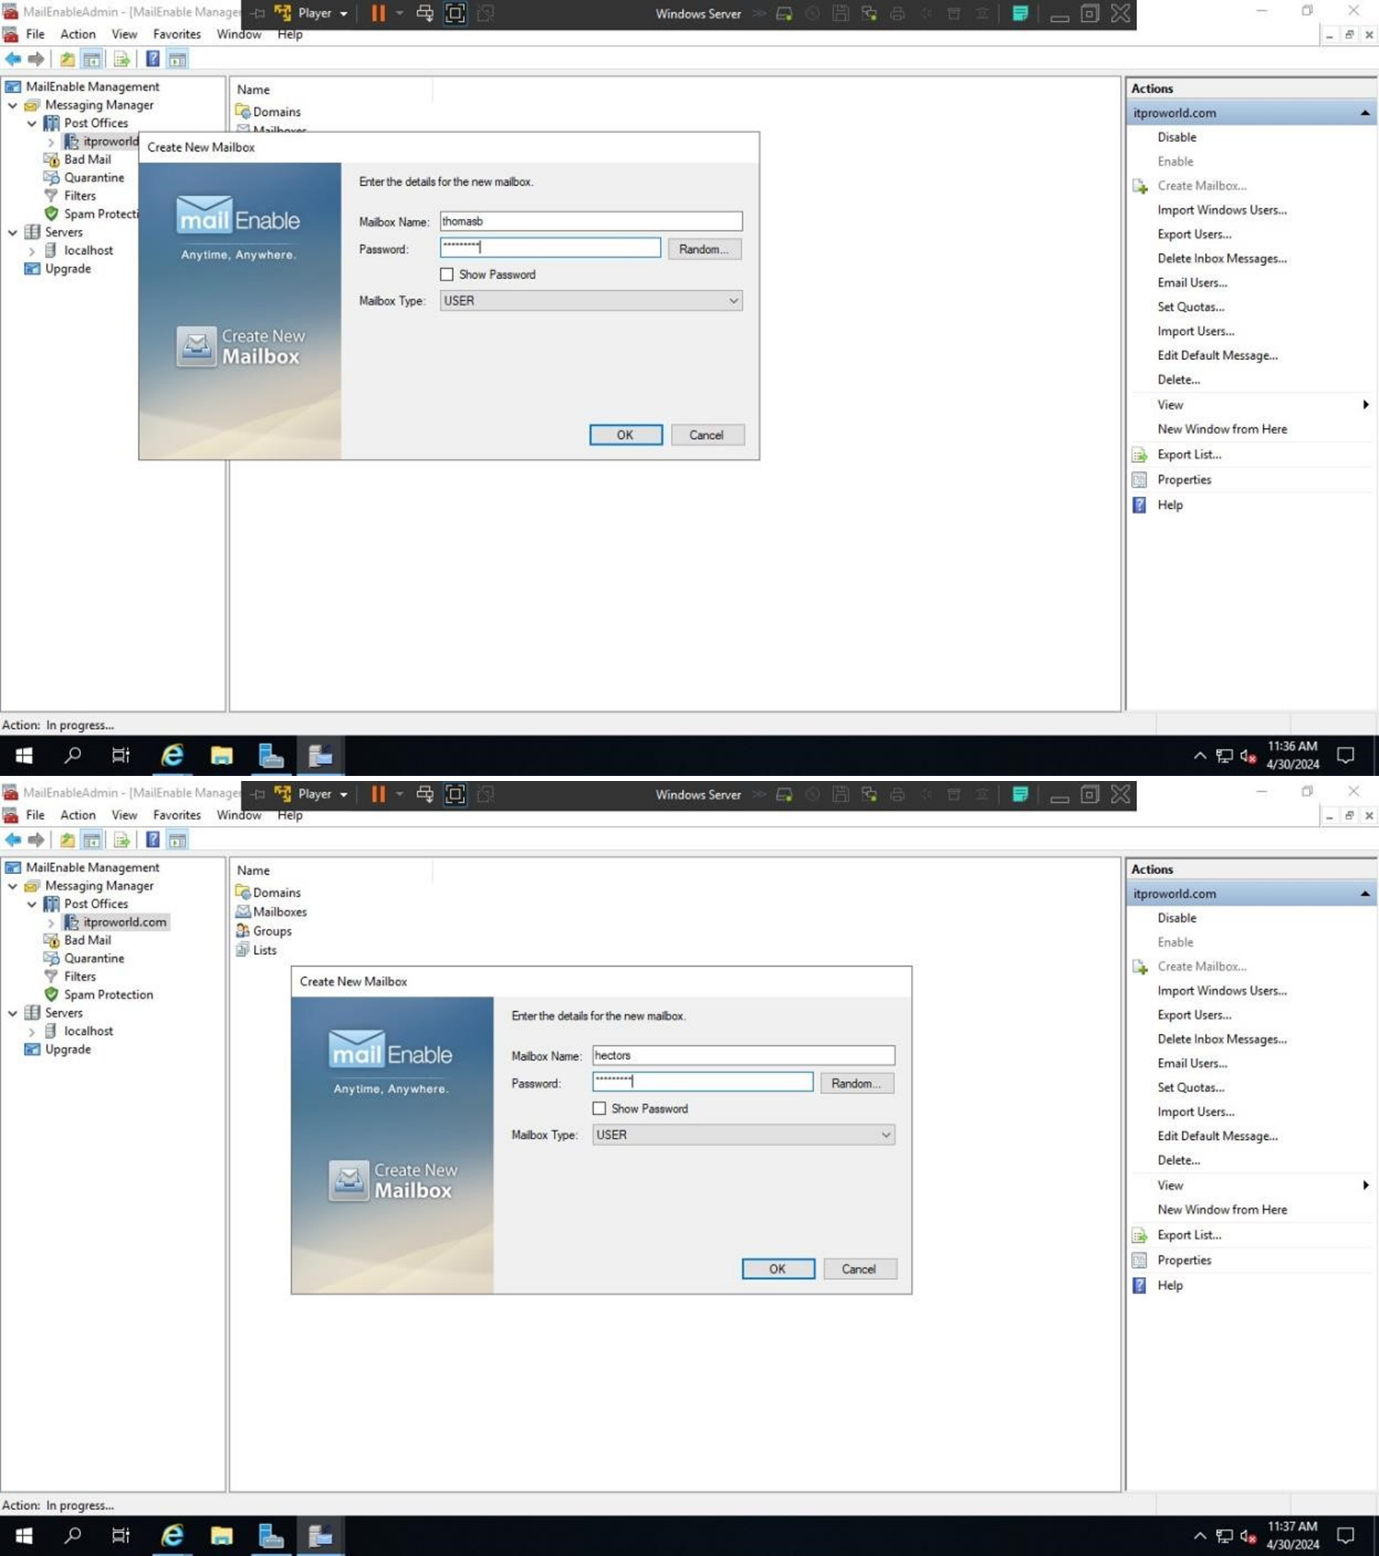 MailEnableAdmin - [MailEnable Manage
Player
Windows Server
File Action View Favorites Window Help
MailEnable Management
Messaging Manager
Post Offices
itproworld
Bad Mail
Quarantine
Filters
Spam Protecti
Servers
localhost
Upgrade
Name
Domains
Mailboxes
Create New Mailbox
mail Enable
Anytime, Anywhere.
Create New
Mailbox
Enter the details for the new mailbox.
Mailbox Name: thomasb
Password: ********* Random...
Show Password
Mailbox Type: USER
OK Cancel
Actions
itproworld.com
Disable
Enable
Create Mailbox...
Import Windows Users...
Export Users...
Delete Inbox Messages...
Email Users...
Set Quotas...
Import Users...
Edit Default Message...
Delete...
View
New Window from Here
Export List...
Properties
Help
Action: In progress...
11:36 AM
4/30/2024
MailEnableAdmin - [MailEnable Manage
Player
Windows Server
File Action View Favorites Window Help
MailEnable Management
Messaging Manager
Post Offices
itproworld.com
Bad Mail
Quarantine
Filters
Spam Protection
Servers
localhost
Upgrade
Name
Domains
Mailboxes
Groups
Lists
Create New Mailbox
mail Enable
Anytime, Anywhere.
Create New
Mailbox
Enter the details for the new mailbox.
Mailbox Name: hectors
Password: ********* Random...
Show Password
Mailbox Type: USER
OK Cancel
Actions
itproworld.com
Disable
Enable
Create Mailbox...
Import Windows Users...
Export Users...
Delete Inbox Messages...
Email Users...
Set Quotas...
Import Users...
Edit Default Message...
Delete...
View
New Window from Here
Export List...
Properties
Help
Action: In progress...
11:37 AM
4/30/2024